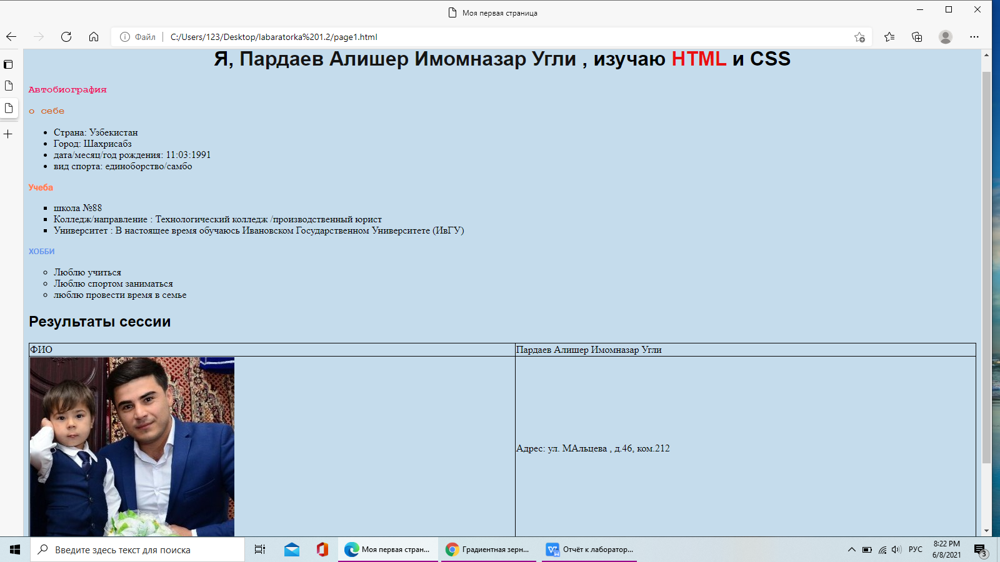 Моя первая страница
Файл
C:/Users/123/Desktop/labaratorka%201.2/page1.html
Я, Пардаев Алишер Имомназар Угли , изучаю HTML и CSS
Автобиография
о себе
Страна: Узбекистан
Город: Шахрисабз
дата/месяц/год рождения: 11:03:1991
вид спорта: единоборство/самбо
Учеба
школа №88
Колледж/направление : Технологический колледж /производственный юрист
Университет : В настоящее время обучаюсь Ивановском Государственном Университете (ИвГУ)
ХОББИ
Люблю учиться
Люблю спортом заниматься
люблю провести время в семье
Результаты сессии
ФИО
Пардаев Алишер Имомназар Угли
Адрес: ул. МАльцева , д.46, ком.212
Введите здесь текст для поиска
Моя первая стран...
Градиентная зерн...
Отчёт к лаборатор...
РУС
8:22 PM
6/8/2021
3